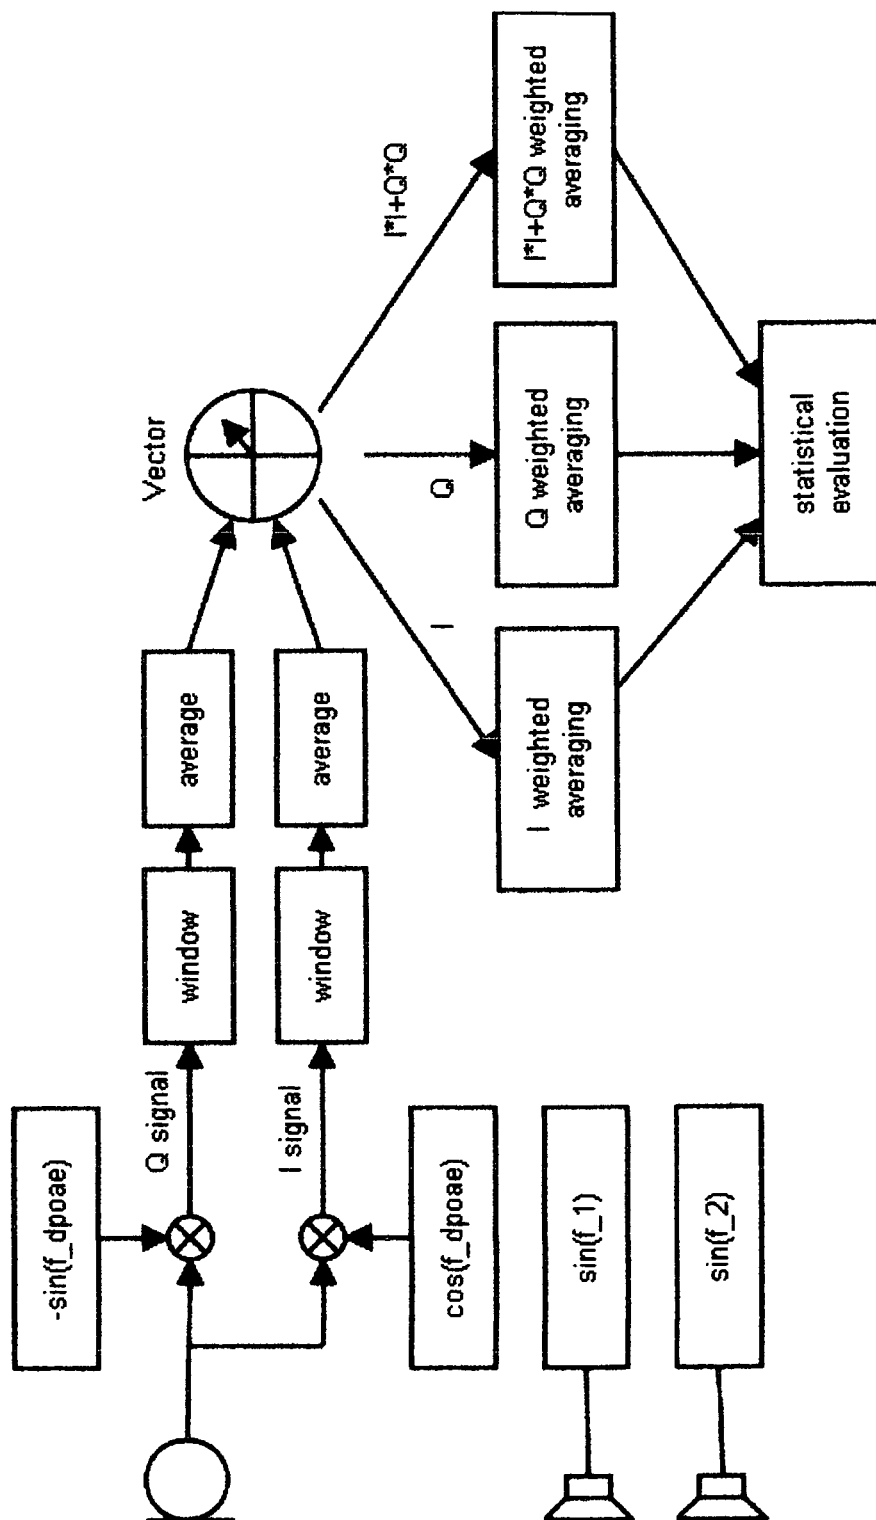 -sin(f_dpoae)
Q signal
window
average
Vector
I signal
window
average
cos(f_dpoae)
sin(f_1)
sin(f_2)
I
Q
I*I+Q*Q
I weighted
averaging
Q weighted
averaging
I*I+Q*Q weighted
averaging
statistical
evaluation